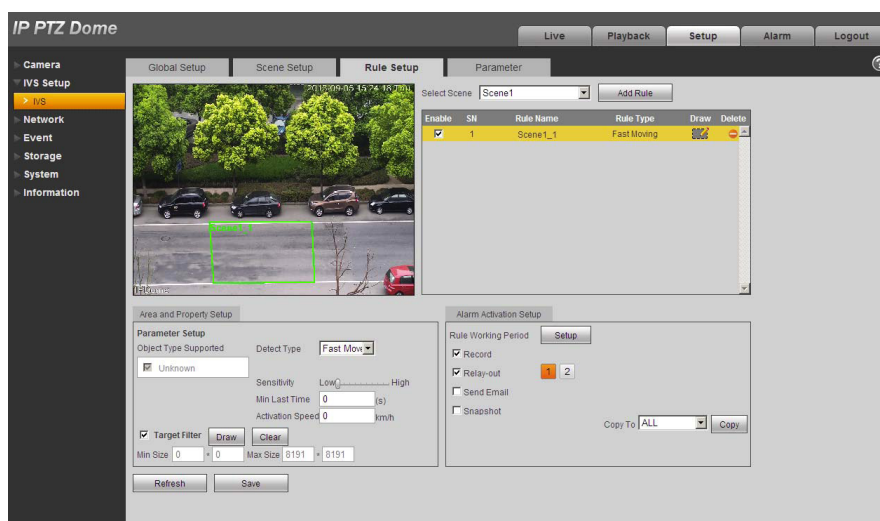 IP PTZ Dome
Live Playback Setup Alarm Logout
Camera
IVS Setup
> IVS
Network
Event
Storage
System
Information
Global Setup Scene Setup Rule Setup Parameter
Select Scene Scene1 Add Rule
Enable SN Rule Name Rule Type Draw Delete
1 Scene1_1 Fast Moving
Area and Property Setup
Parameter Setup
Object Type Supported Detect Type Fast Move
Unknown
Sensitivity Low High
Min Last Time 0 (s)
Activation Speed 0 km/h
Target Filter Draw Clear
Min Size 0 * 0 Max Size 8191 * 8191
Refresh Save
Alarm Activation Setup
Rule Working Period Setup
Record
Relay-out 1 2
Send Email
Snapshot
Copy To ALL Copy